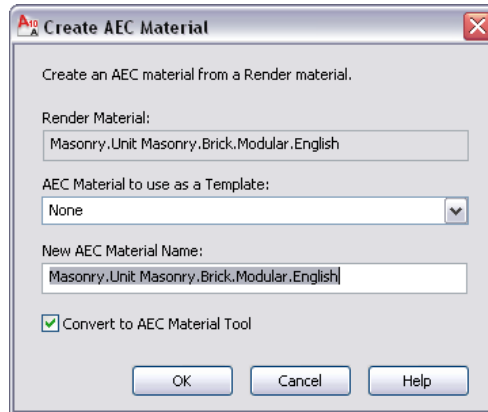 Create AEC Material
Create an AEC material from a Render material.
Render Material:
Masonry.Unit Masonry.Brick.Modular.English
AEC Material to use as a Template:
None
New AEC Material Name:
Masonry.Unit Masonry.Brick.Modular.English
Convert to AEC Material Tool
OK Cancel Help